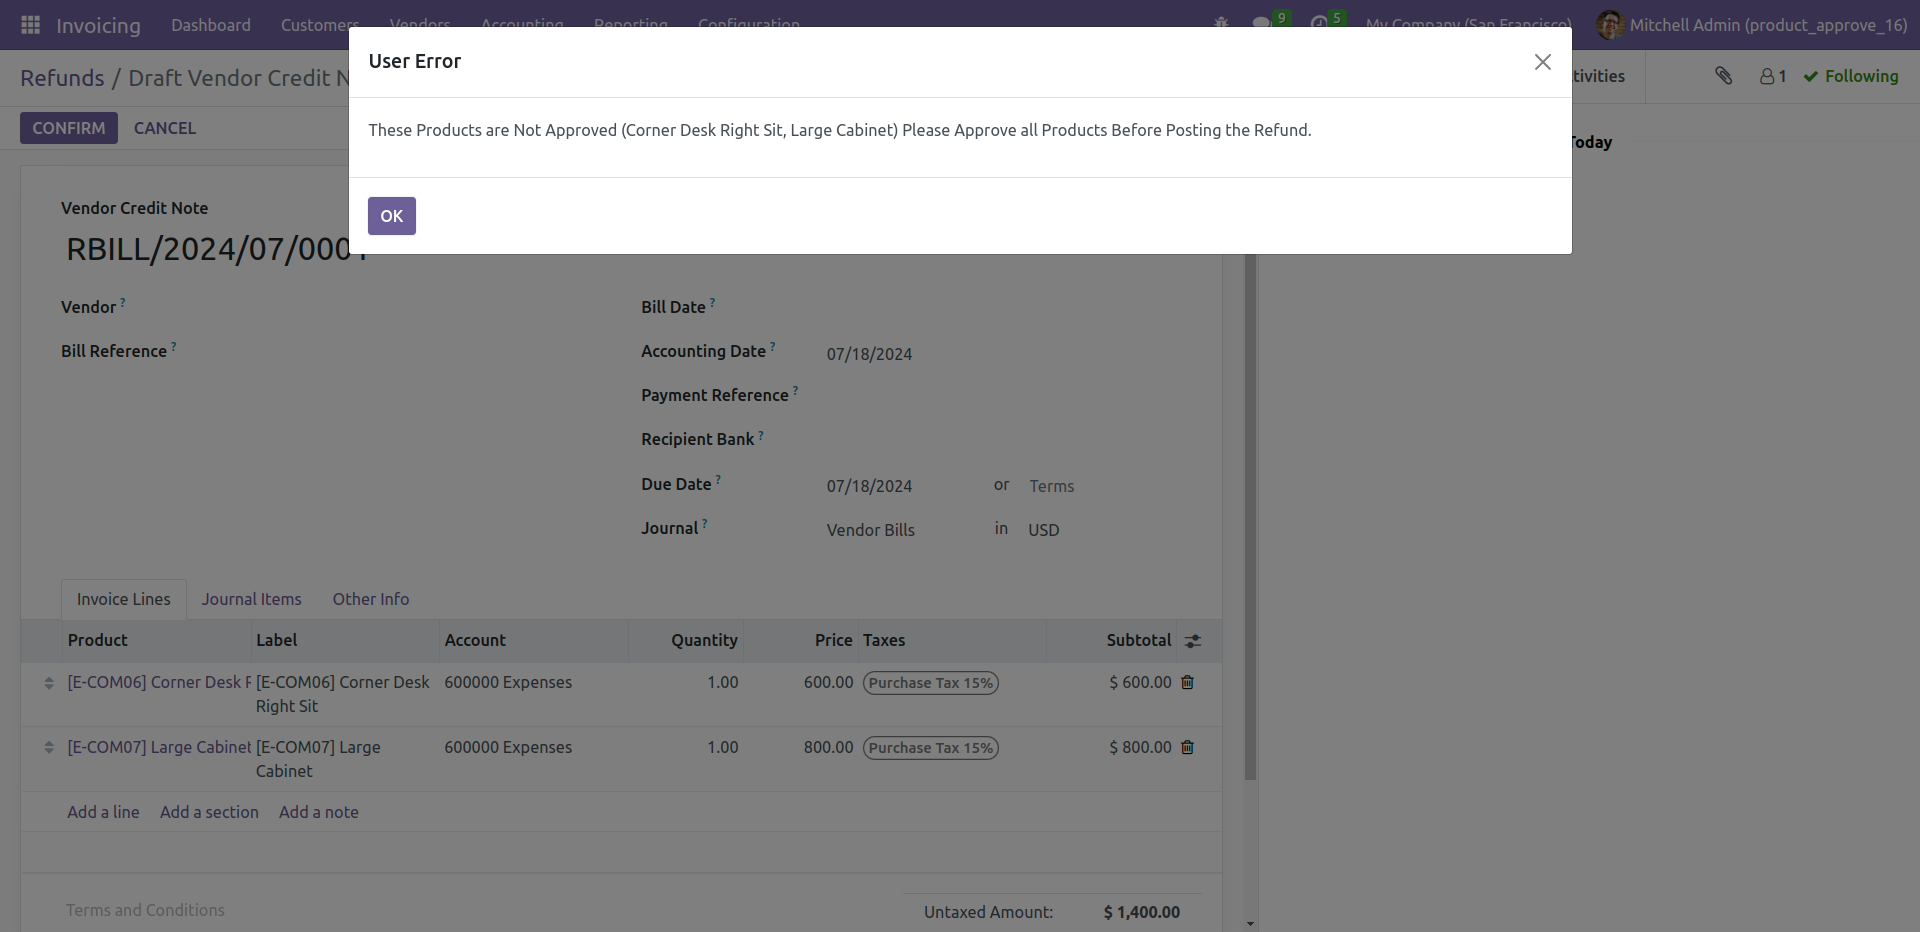 Invoicing Dashboard Customers Vendors Accounting Reporting Configuration 9 5 My Company (San Francisco) Mitchell Admin (product_approve_16)
User Error
Refunds / Draft Vendor Credit N
tivities 1 Following
CONFIRM CANCEL
These Products are Not Approved (Corner Desk Right Sit, Large Cabinet) Please Approve all Products Before Posting the Refund.
Today
OK
Vendor Credit Note
RBILL/2024/07/0001
Vendor ? Bill Date ?
Bill Reference ? Accounting Date ? 07/18/2024
Payment Reference ?
Recipient Bank ?
Due Date ? 07/18/2024 or Terms
Journal ? Vendor Bills in USD
Invoice Lines Journal Items Other Info
Product Label Account Quantity Price Taxes Subtotal
[E-COM06] Corner Desk R [E-COM06] Corner Desk 600000 Expenses 1.00 600.00 Purchase Tax 15% $ 600.00
Right Sit
[E-COM07] Large Cabinet [E-COM07] Large 600000 Expenses 1.00 800.00 Purchase Tax 15% $ 800.00
Cabinet
Add a line Add a section Add a note
Terms and Conditions
Untaxed Amount: $ 1,400.00